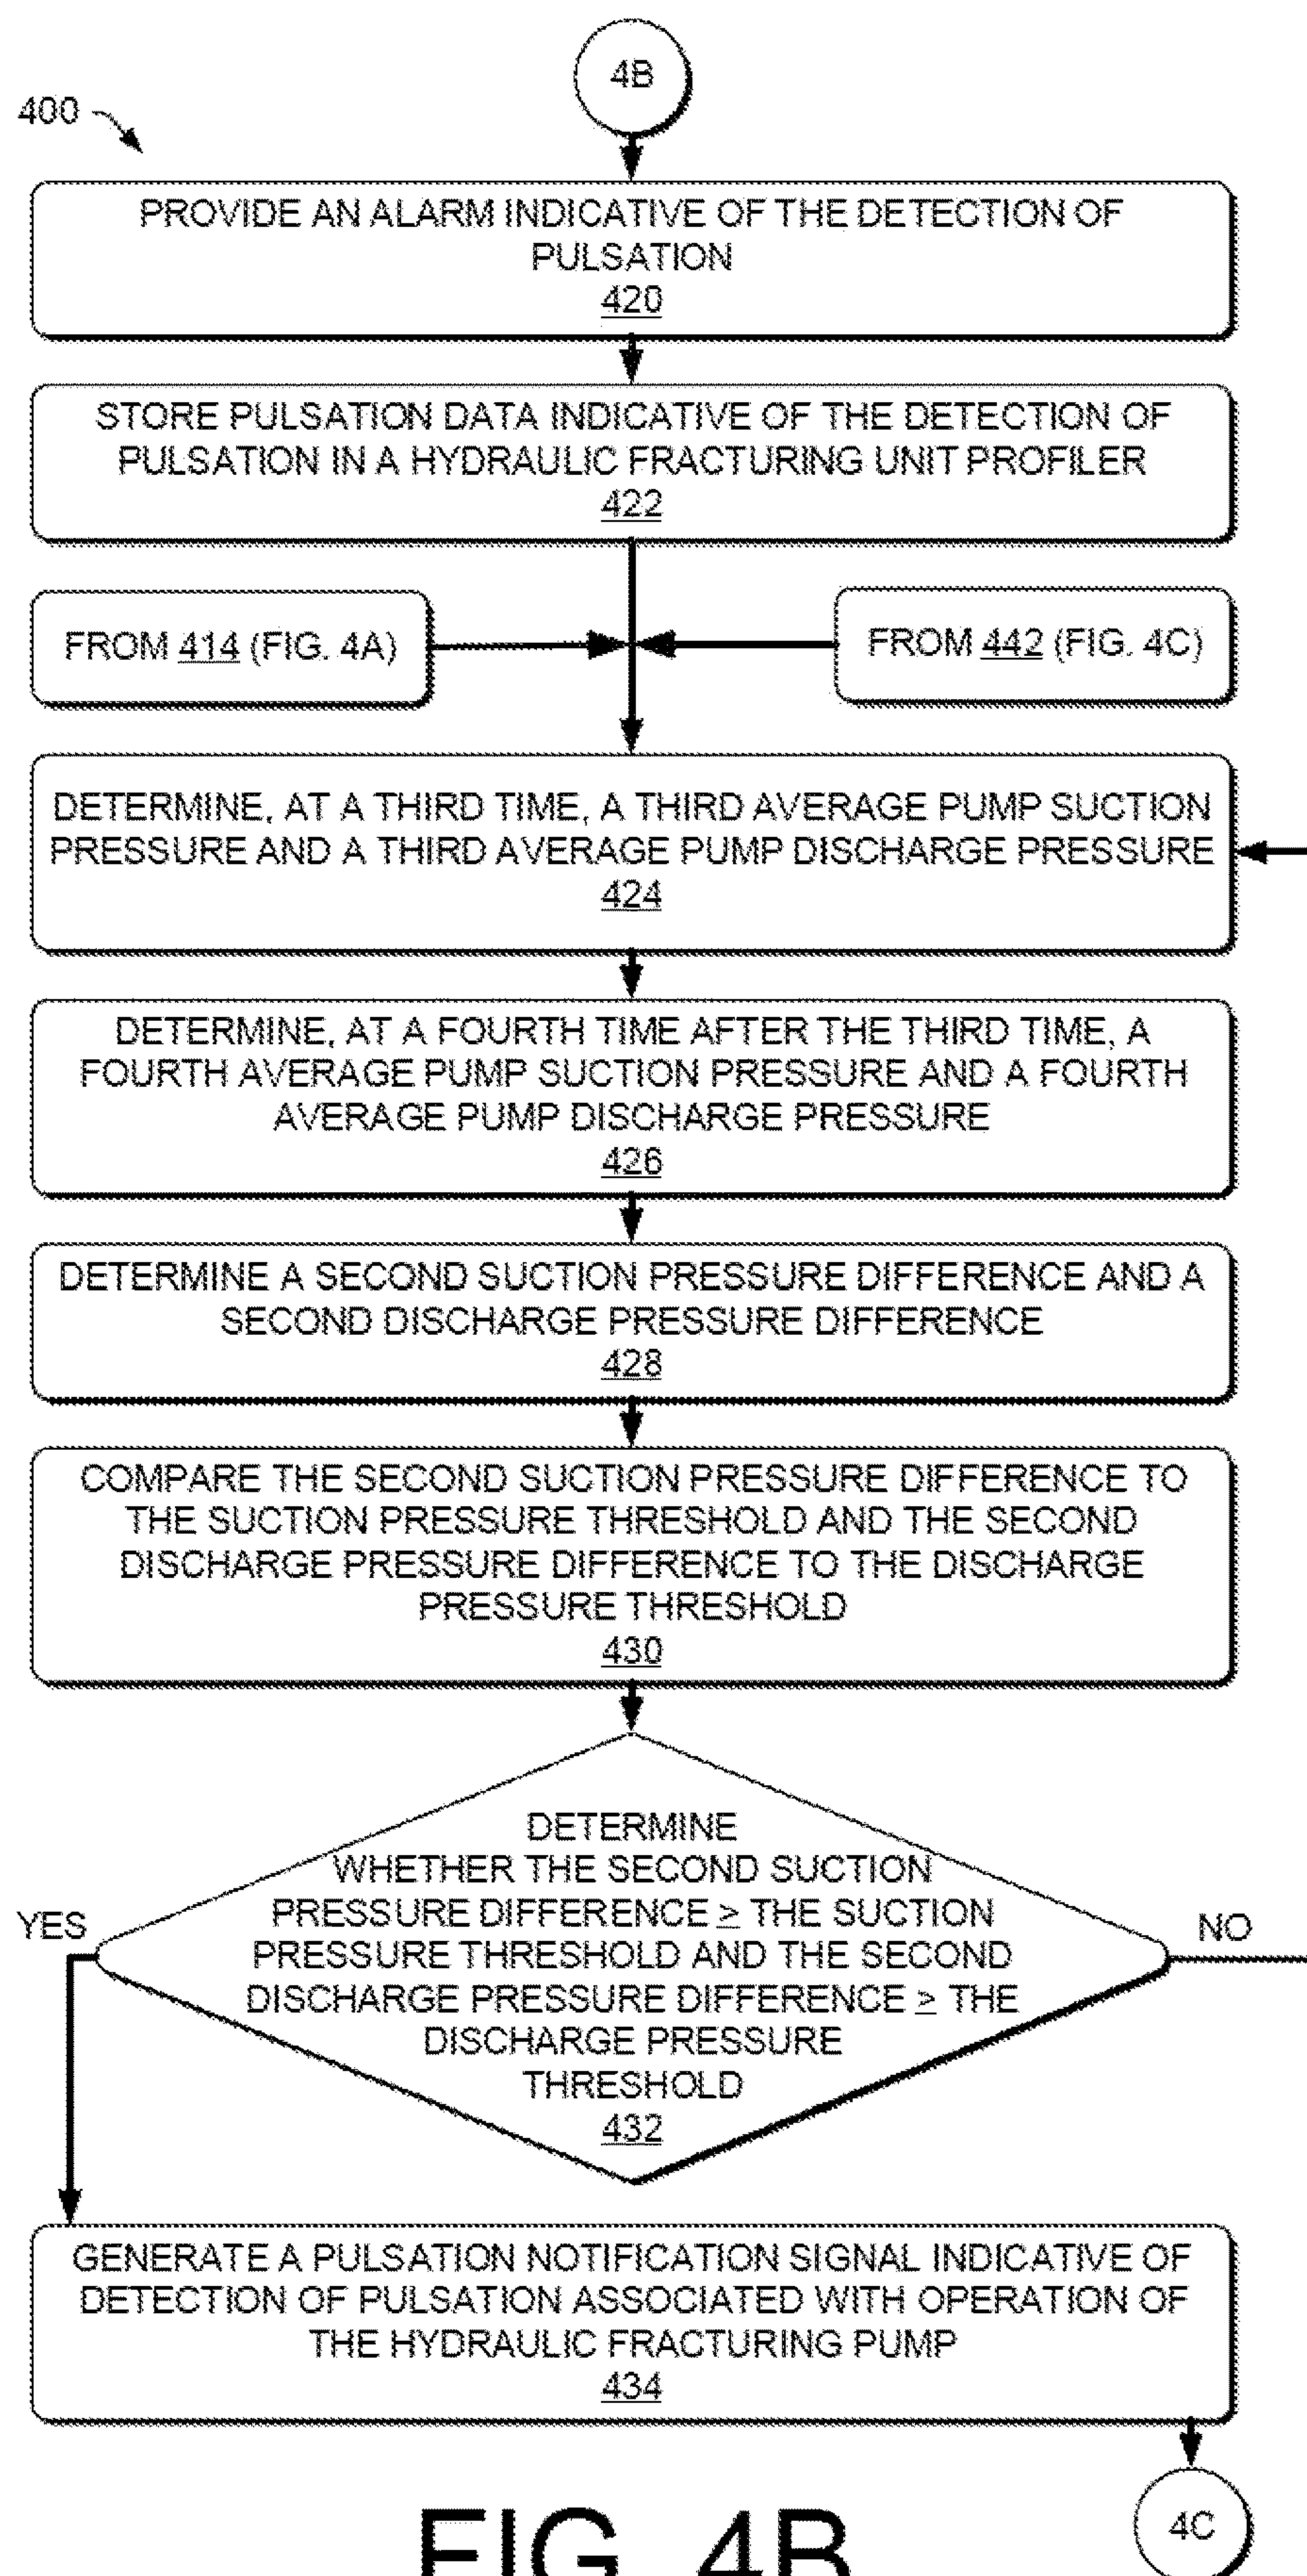 4B
400
PROVIDE AN ALARM INDICATIVE OF THE DETECTION OF
PULSATION
420
STORE PULSATION DATA INDICATIVE OF THE DETECTION OF
PULSATION IN A HYDRAULIC FRACTURING UNIT PROFILER
422
FROM 414 (FIG. 4A)
FROM 442 (FIG. 4C)
DETERMINE, AT A THIRD TIME, A THIRD AVERAGE PUMP SUCTION
PRESSURE AND A THIRD AVERAGE PUMP DISCHARGE PRESSURE
424
DETERMINE, AT A FOURTH TIME AFTER THE THIRD TIME, A
FOURTH AVERAGE PUMP SUCTION PRESSURE AND A FOURTH
AVERAGE PUMP DISCHARGE PRESSURE
426
DETERMINE A SECOND SUCTION PRESSURE DIFFERENCE AND A
SECOND DISCHARGE PRESSURE DIFFERENCE
428
COMPARE THE SECOND SUCTION PRESSURE DIFFERENCE TO
THE SUCTION PRESSURE THRESHOLD AND THE SECOND
DISCHARGE PRESSURE DIFFERENCE TO THE DISCHARGE
PRESSURE THRESHOLD
430
DETERMINE
WHETHER THE SECOND SUCTION
PRESSURE DIFFERENCE ≥ THE SUCTION
PRESSURE THRESHOLD AND THE SECOND
DISCHARGE PRESSURE DIFFERENCE ≥ THE
DISCHARGE PRESSURE
THRESHOLD
432
YES
NO
GENERATE A PULSATION NOTIFICATION SIGNAL INDICATIVE OF
DETECTION OF PULSATION ASSOCIATED WITH OPERATION OF
THE HYDRAULIC FRACTURING PUMP
434
4C
FIG. 4B